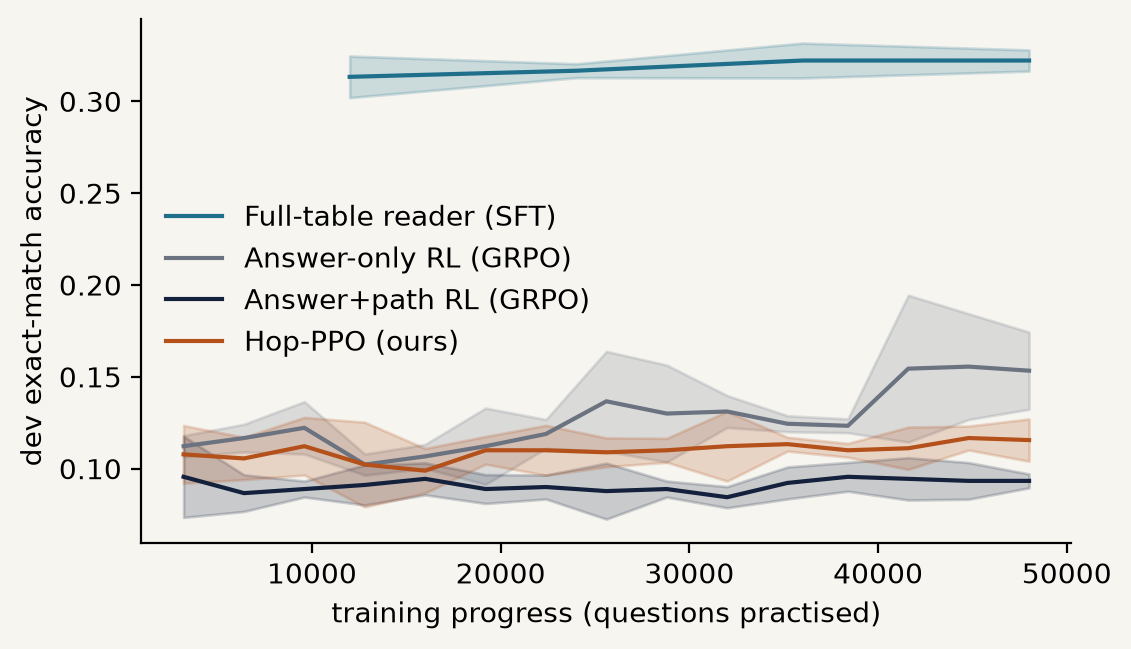 dev exact-match accuracy
0.30
0.25
0.20
0.15
0.10
Full-table reader (SFT)
Answer-only RL (GRPO)
Answer+path RL (GRPO)
Hop-PPO (ours)
10000 20000 30000 40000 50000
training progress (questions practised)